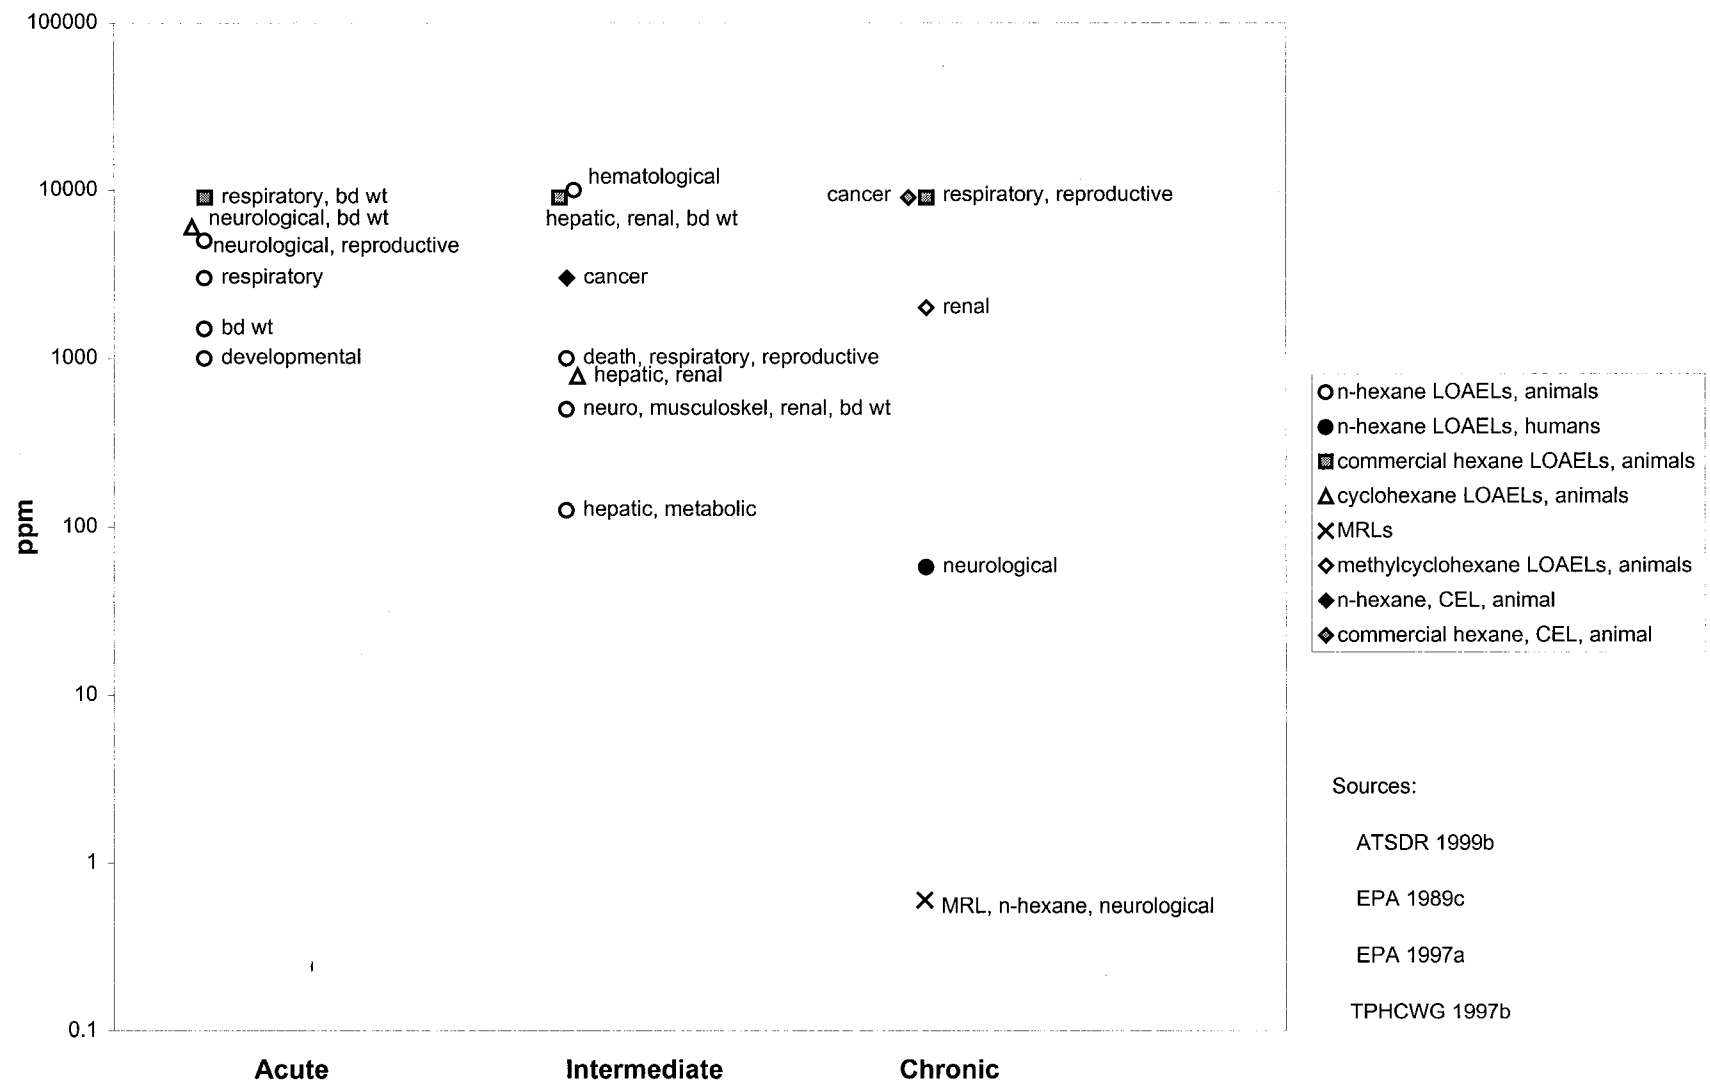 100000
10000
1000
100
10
1
0.1
ppm
respiratory, bd wt
neurological, bd wt
neurological, reproductive
respiratory
bd wt
developmental
hematological
hepatic, renal, bd wt
cancer
death, respiratory, reproductive
hepatic, renal
neuro, musculoskel, renal, bd wt
hepatic, metabolic
cancer
respiratory, reproductive
renal
neurological
MRL, n-hexane, neurological
Acute
Intermediate
Chronic
n-hexane LOAELs, animals
n-hexane LOAELs, humans
commercial hexane LOAELs, animals
cyclohexane LOAELs, animals
MRLs
methylcyclohexane LOAELs, animals
n-hexane, CEL, animal
commercial hexane, CEL, animal
Sources:
ATSDR 1999b
EPA 1989c
EPA 1997a
TPHCWG 1997b